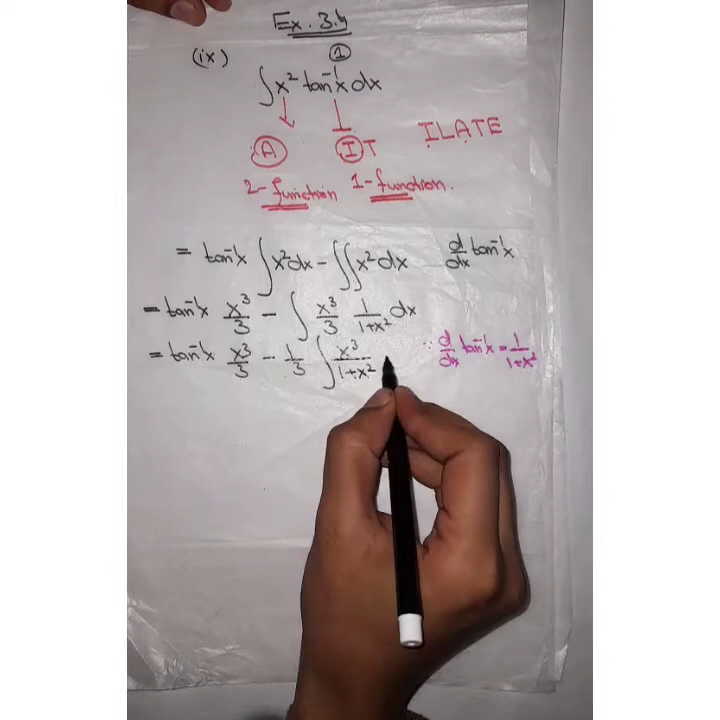 Ex. 3.4
(ix)
①
∫x² tan⁻¹x dx
A
I T
ILATE
2-function
1-function.
= tan⁻¹x ∫x²dx - ∫∫x²dx d/dx tan⁻¹x
= tan⁻¹x x³/3 - ∫ x³/3 1/1+x² dx
= tan⁻¹x x³/3 - 1/3 ∫ x³/1+x²
∵ d/dx tan⁻¹x = 1/1+x²